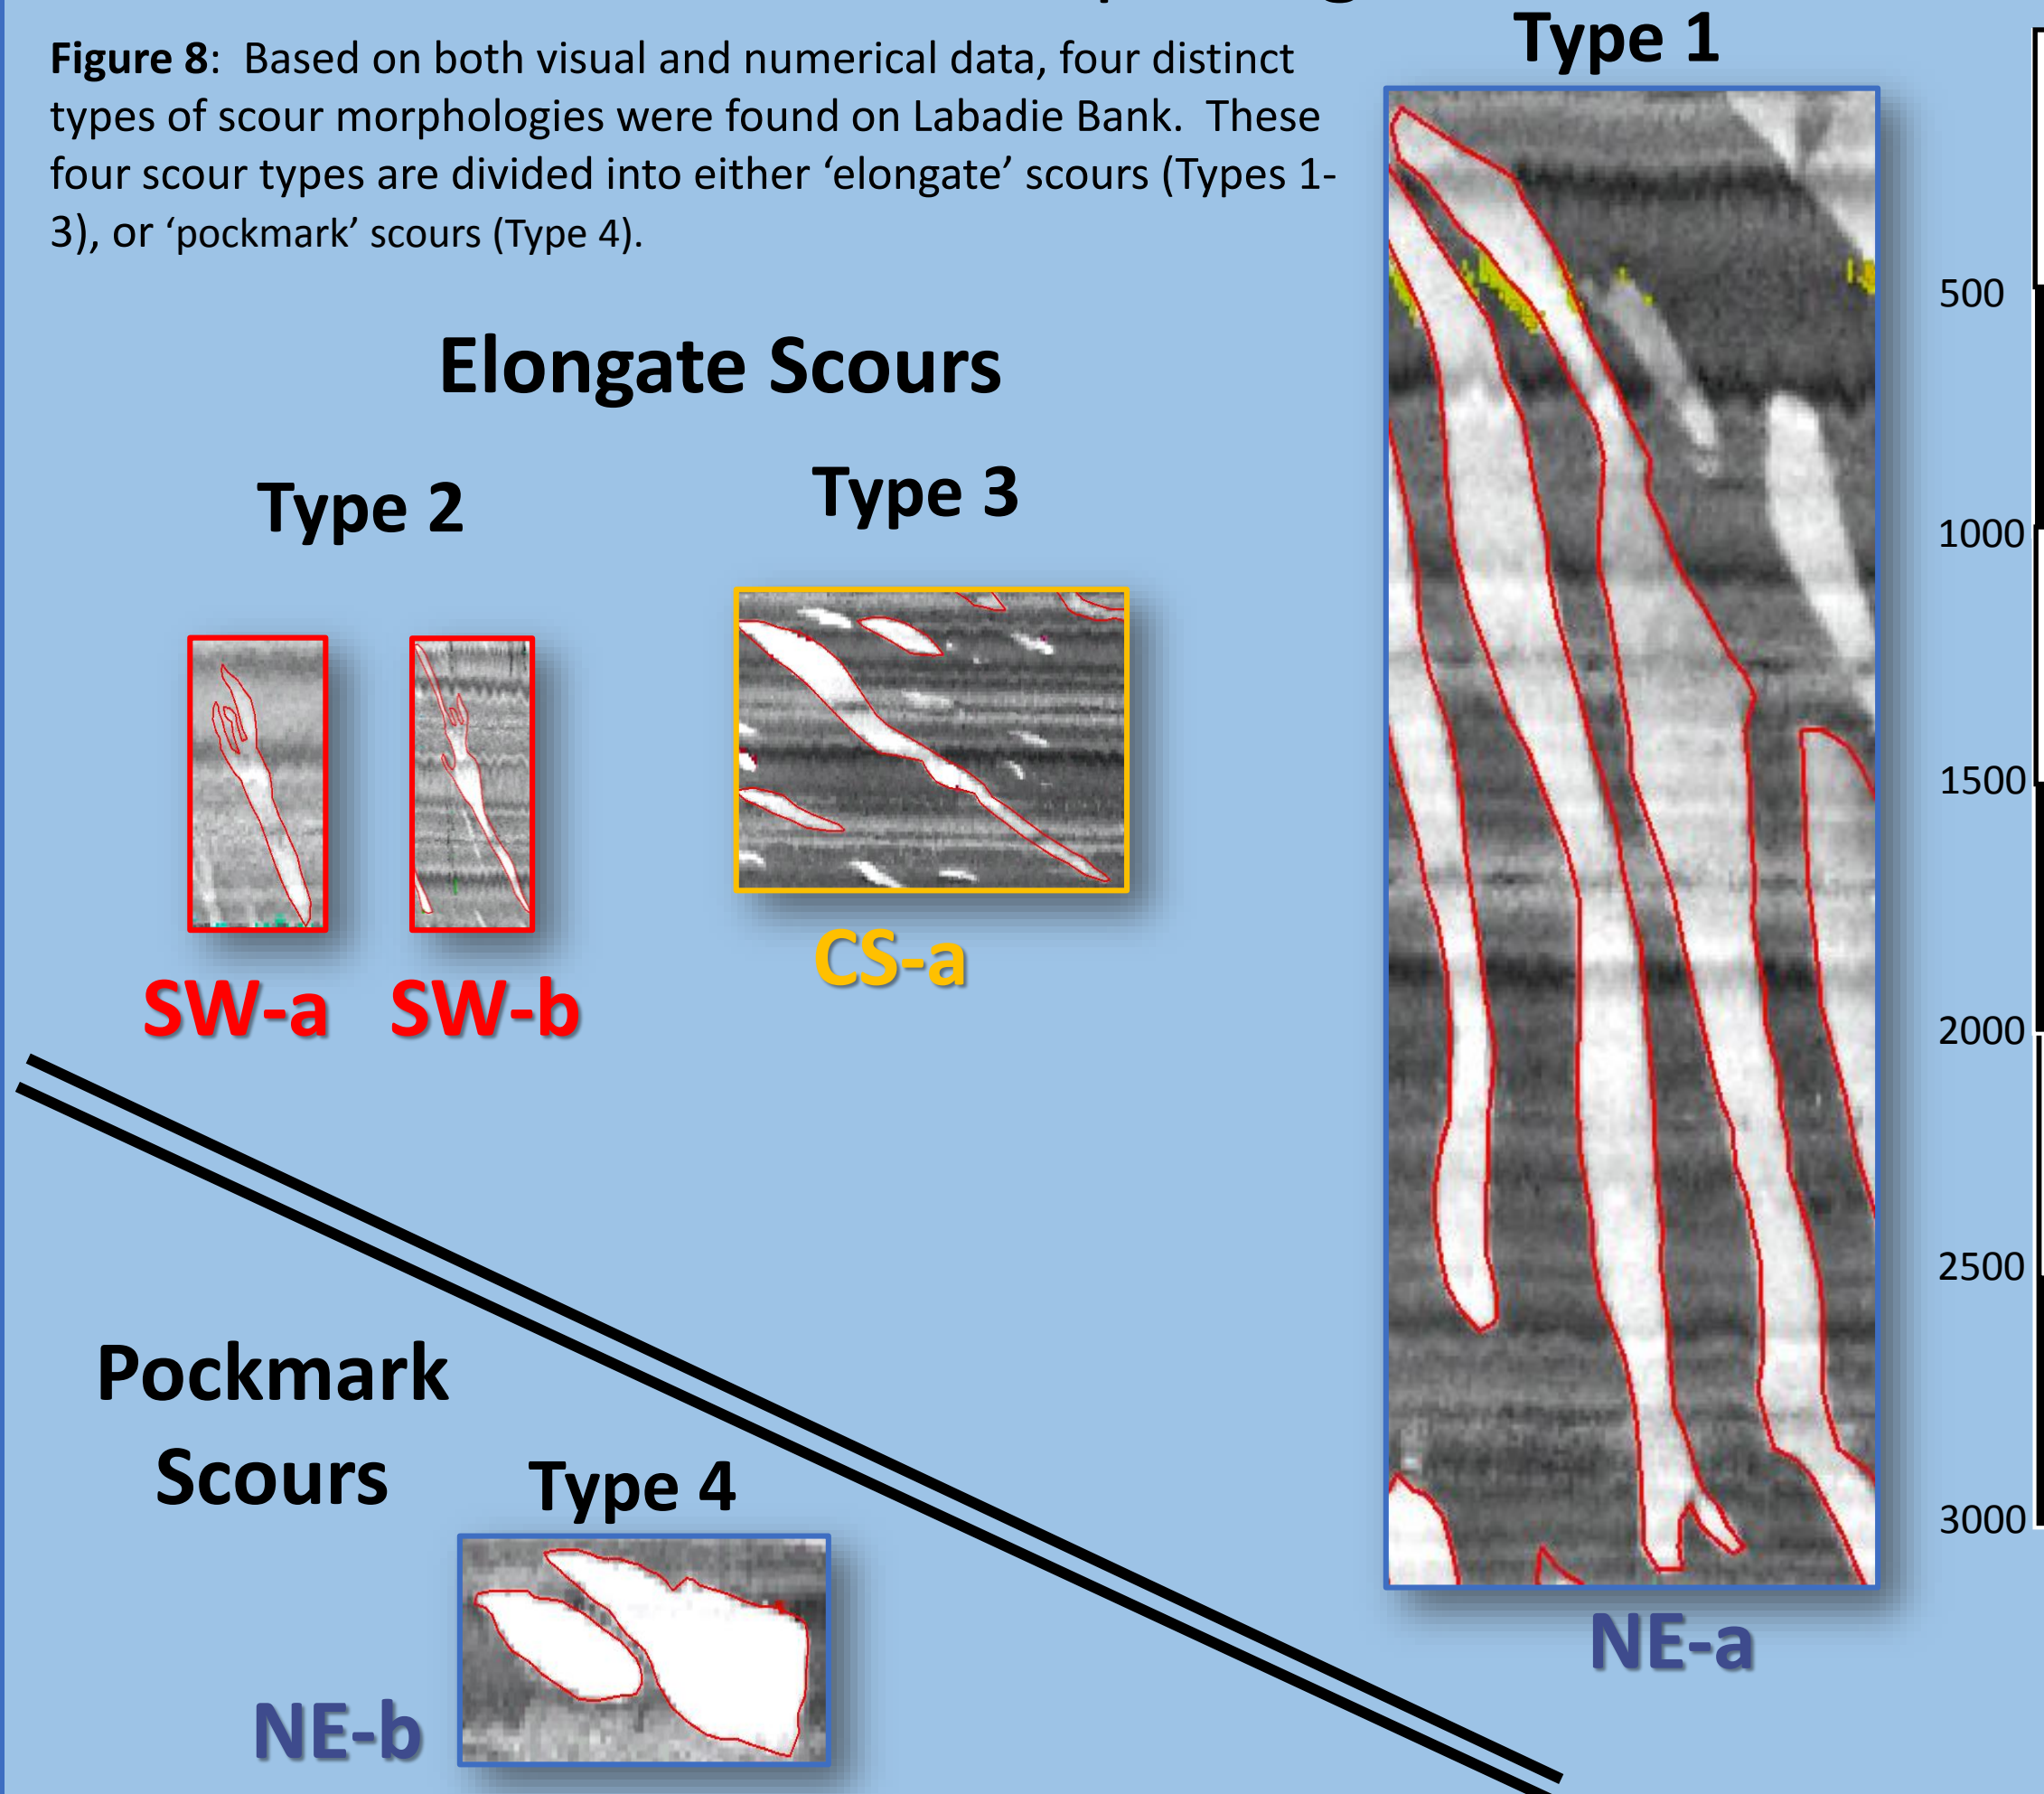 Figure 8: Based on both visual and numerical data, four distinct
types of scour morphologies were found on Labadie Bank. These
four scour types are divided into either ‘elongate’ scours (Types 1-
3), or ‘pockmark’ scours (Type 4).
Type 1
Elongate Scours
Type 2
Type 3
SW-a
SW-b
CS-a
500
1000
1500
2000
2500
3000
NE-a
Pockmark
Scours
Type 4
NE-b